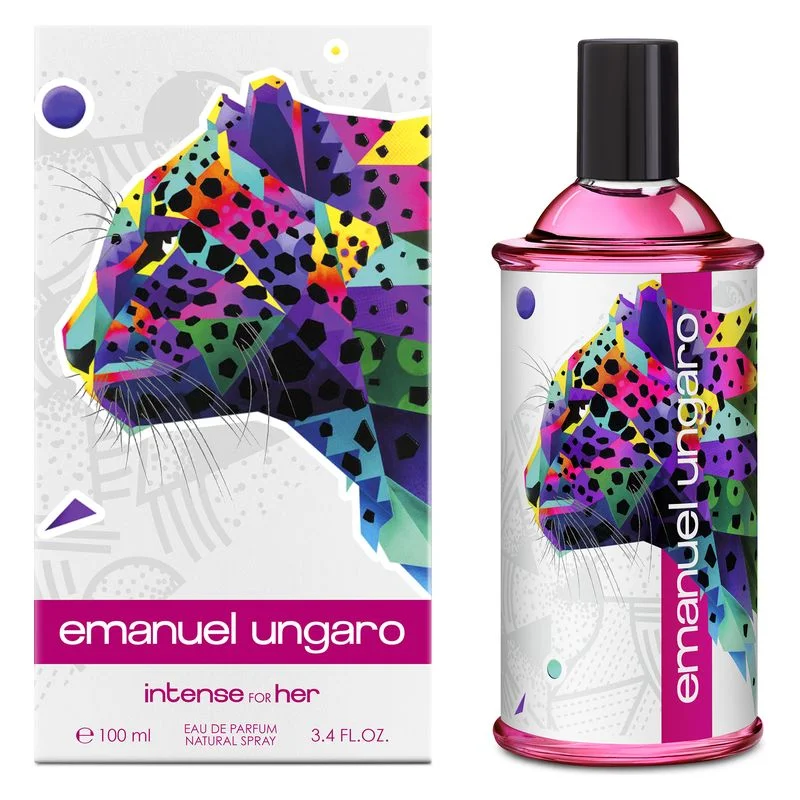 emanuel ungaro
intense FOR her
℮ 100 ml
EAU DE PARFUM
NATURAL SPRAY
3.4 FL.OZ.
emanuel ungaro